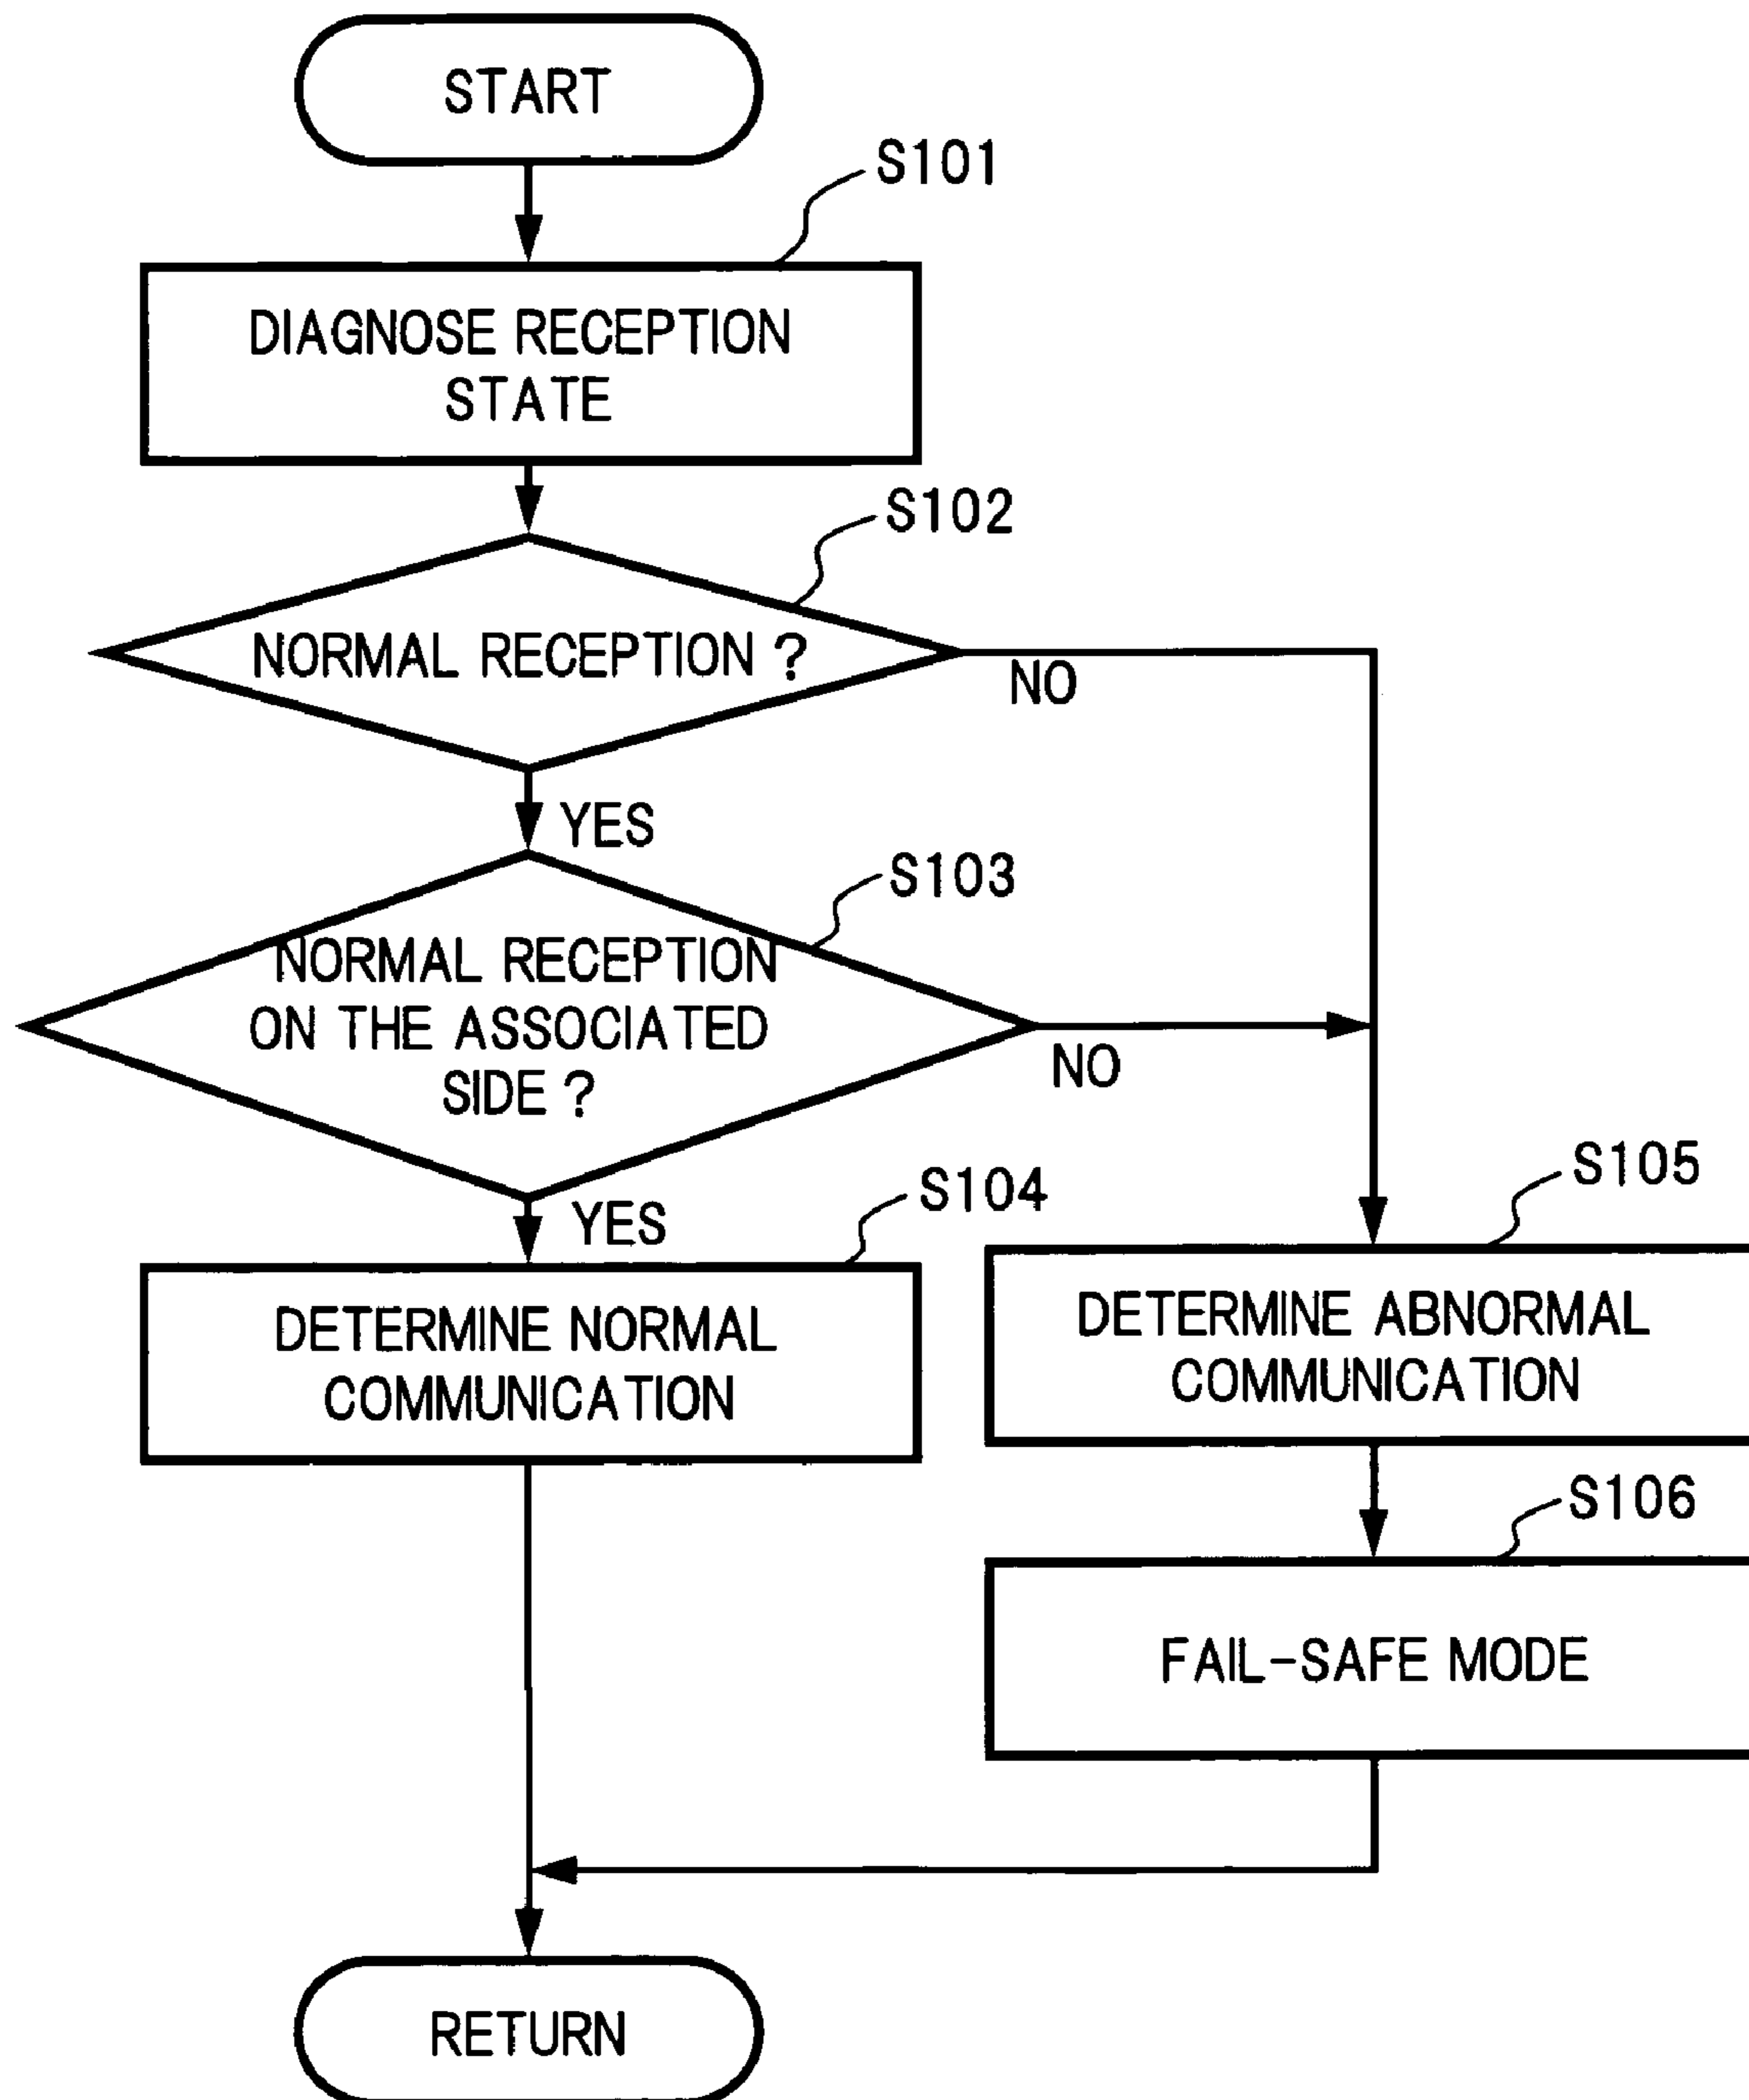 START
S101
DIAGNOSE RECEPTION
STATE
S102
NORMAL RECEPTION ?
NO
YES
S103
NORMAL RECEPTION
ON THE ASSOCIATED
SIDE ?
NO
YES
S104
DETERMINE NORMAL
COMMUNICATION
S105
DETERMINE ABNORMAL
COMMUNICATION
S106
FAIL-SAFE MODE
RETURN